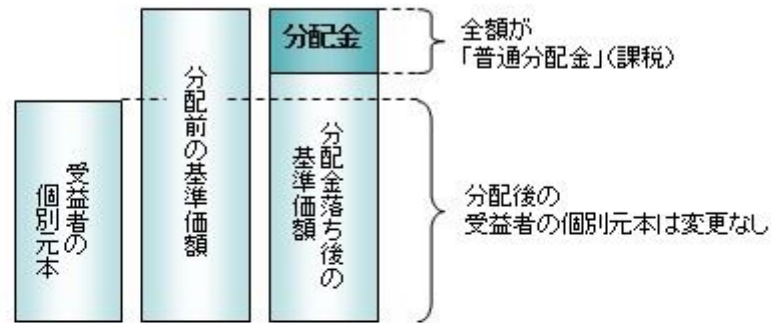 受益者の
個別元本
分配前の基準価額
分配金
分配金落ち後の
基準価額
全額が
「普通分配金」(課税)
分配後の
受益者の個別元本は変更なし